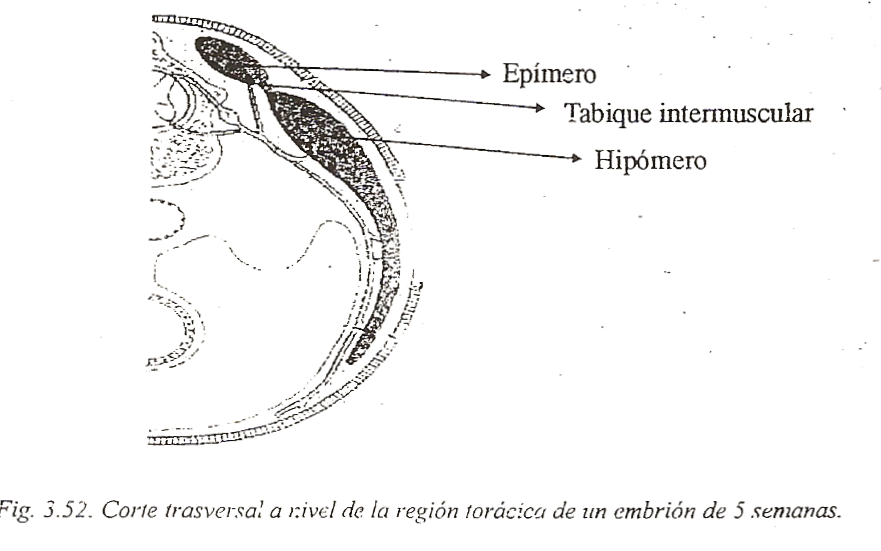 Epímero
Tabique intermuscular
Hipómero
Fig. 3.52. Corte trasversal a nivel de la región torácica de un embrión de 5 semanas.